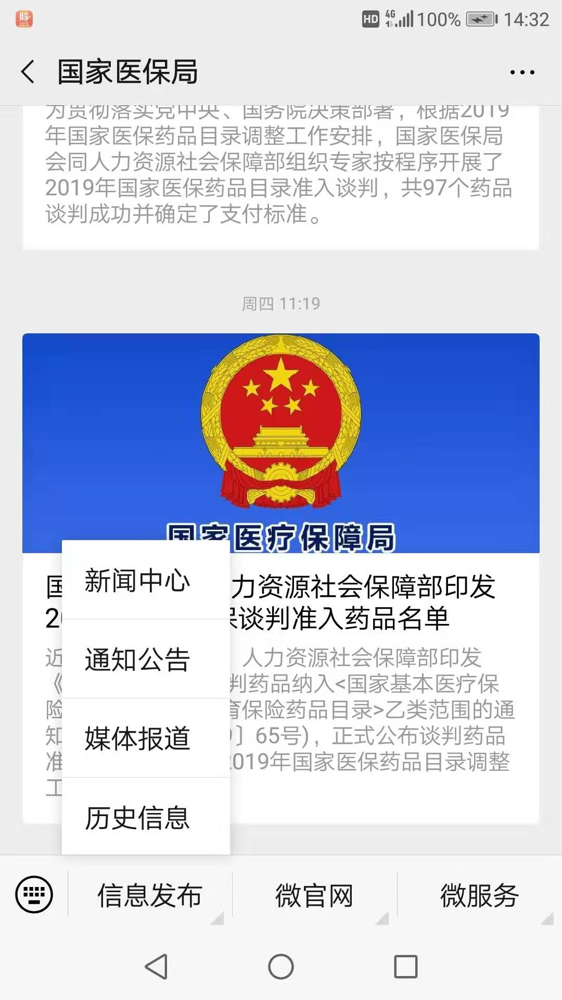 HD 4G 100% 14:32
国家医保局
为贯彻落实党中央、国务院决策部署，根据2019
年国家医保药品目录调整工作安排，国家医保局
会同人力资源社会保障部组织专家按程序开展了
2019年国家医保药品目录准入谈判，共97个药品
谈判成功并确定了支付标准。
周四 11:19
国家医疗保障局
国 力资源社会保障部印发
20 保谈判准入药品名单
近 人力资源社会保障部印发
《 判药品纳入<国家基本医疗保
险 育保险药品目录>乙类范围的通
知 9〕65号)，正式公布谈判药品
准 2019年国家医保药品目录调整
工
新闻中心
通知公告
媒体报道
历史信息
信息发布 微官网 微服务